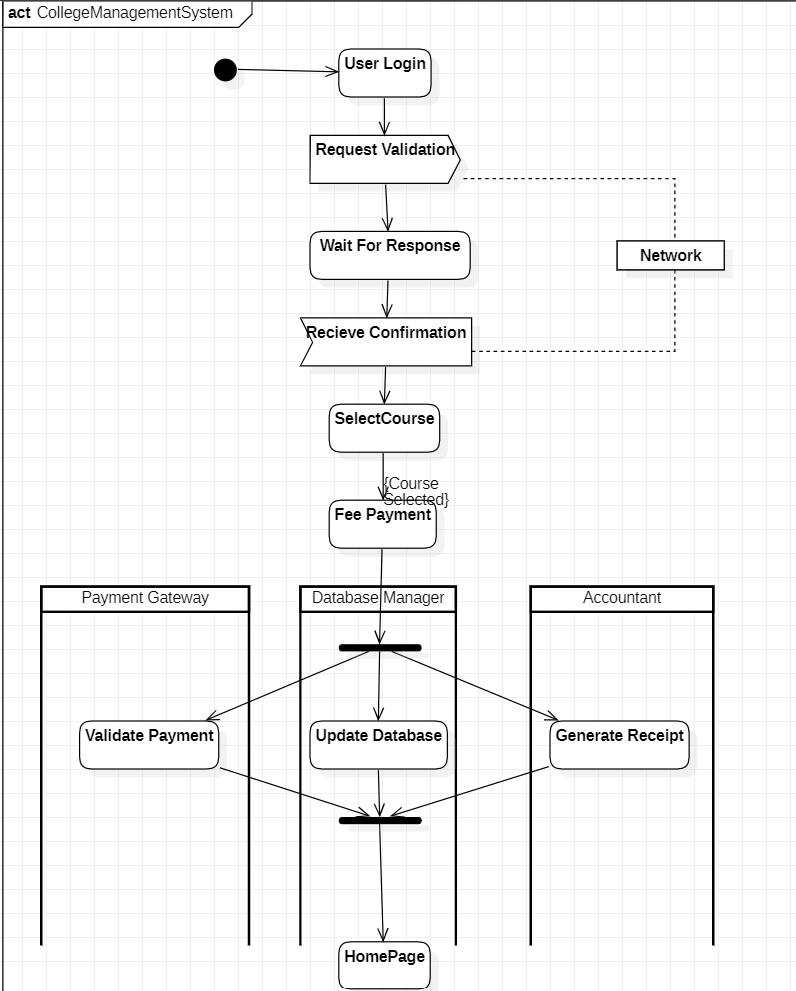 act CollegeManagementSystem
User Login
Request Validation
Wait For Response
Network
Recieve Confirmation
SelectCourse
{Course
Selected}
Fee Payment
Payment Gateway
Database Manager
Accountant
Validate Payment
Update Database
Generate Receipt
HomePage